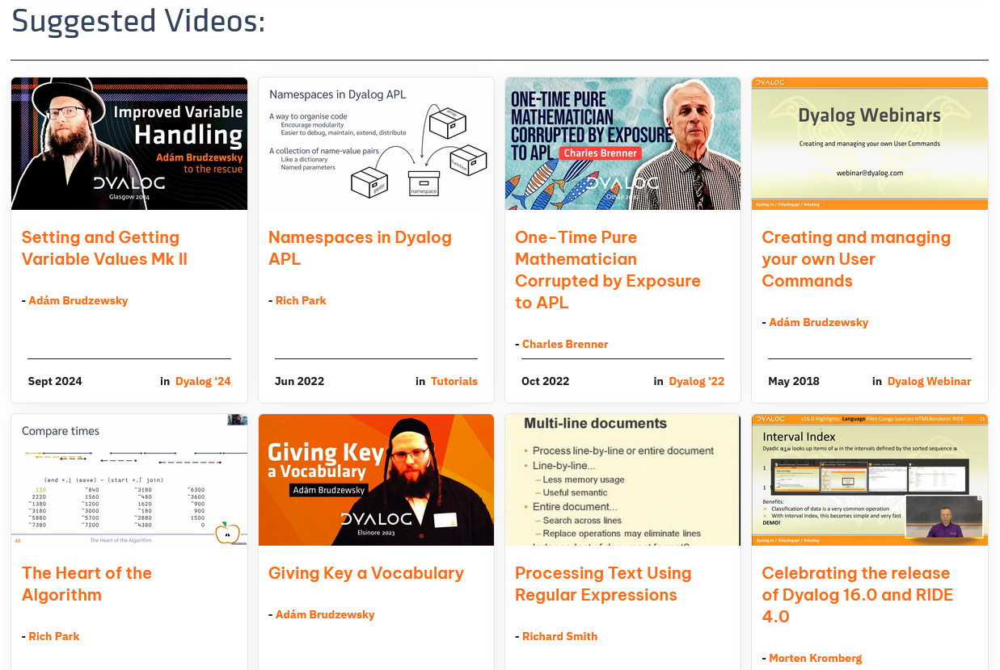 Suggested Videos:
Improved Variable
Handling
Adám Brudzewsky
to the rescue
DYALOC
Glasgow 2024
Setting and Getting
Variable Values Mk II
- Adám Brudzewsky
Sept 2024 in Dyalog '24
Namespaces in Dyalog APL
A way to organise code
Encourage modularity
Easier to debug, maintain, extend, distribute
A collection of name-value pairs
Like a dictionary
Named parameters
operator
namespace
function
Namespaces in Dyalog
APL
- Rich Park
Jun 2022 in Tutorials
ONE-TIME PURE
MATHEMATICIAN
CORRUPTED BY EXPOSURE
TO APL Charles Brenner
DYALOC
One-Time Pure
Mathematician
Corrupted by Exposure
to APL
- Charles Brenner
Oct 2022 in Dyalog '22
DYALOC
Dyalog Webinars
Creating and managing your own User Commands
webinar@dyalog.com
dyalog.tv / @dyalogapl / #dyalog
Creating and managing
your own User
Commands
- Adám Brudzewsky
May 2018 in Dyalog Webinar
Compare times
(end ∘.⌊ leave) - (start ∘.⌈ join)
120 ¯840 ¯3180 ¯6300
2220 1560 ¯480 ¯3600
¯1380 ¯1200 1620 ¯900
¯3180 ¯3000 ¯180 900
¯5880 ¯5700 ¯2880 1500
¯7380 ¯7200 ¯4380 0
46 The Heart of the Algorithm
The Heart of the
Algorithm
- Rich Park
Giving Key
a Vocabulary
Adám Brudzewsky
DYALOC
Elsinore 2023
Giving Key a Vocabulary
- Adám Brudzewsky
Multi-line documents
• Process line-by-line or entire document
• Line-by-line...
– Less memory usage
– Useful semantic
• Entire document...
– Search across lines
– Replace operations may eliminate lines
Processing Text Using
Regular Expressions
- Richard Smith
DYALOC v16.0 Highlights: Language Files Conga Sources HTMLRenderer RIDE 11
Interval Index
Dyadic ⍺⍸⍵ looks up items of ⍵ in the intervals defined by the sorted sequence ⍺
Benefits:
Classification of data is a very common operation
With Interval Index, this becomes simple and very fast
DEMO!
dyalog.tv / @dyalogapl / #dyalog
Celebrating the release
of Dyalog 16.0 and RIDE
4.0
- Morten Kromberg